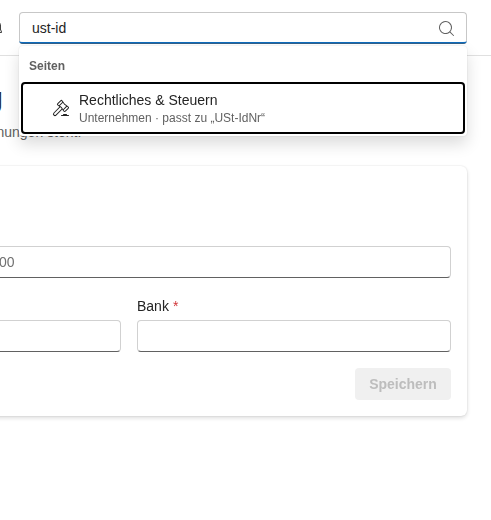 ust-id
Seiten
Rechtliches & Steuern
Unternehmen · passt zu „USt-IdNr“
00
Bank *
Speichern